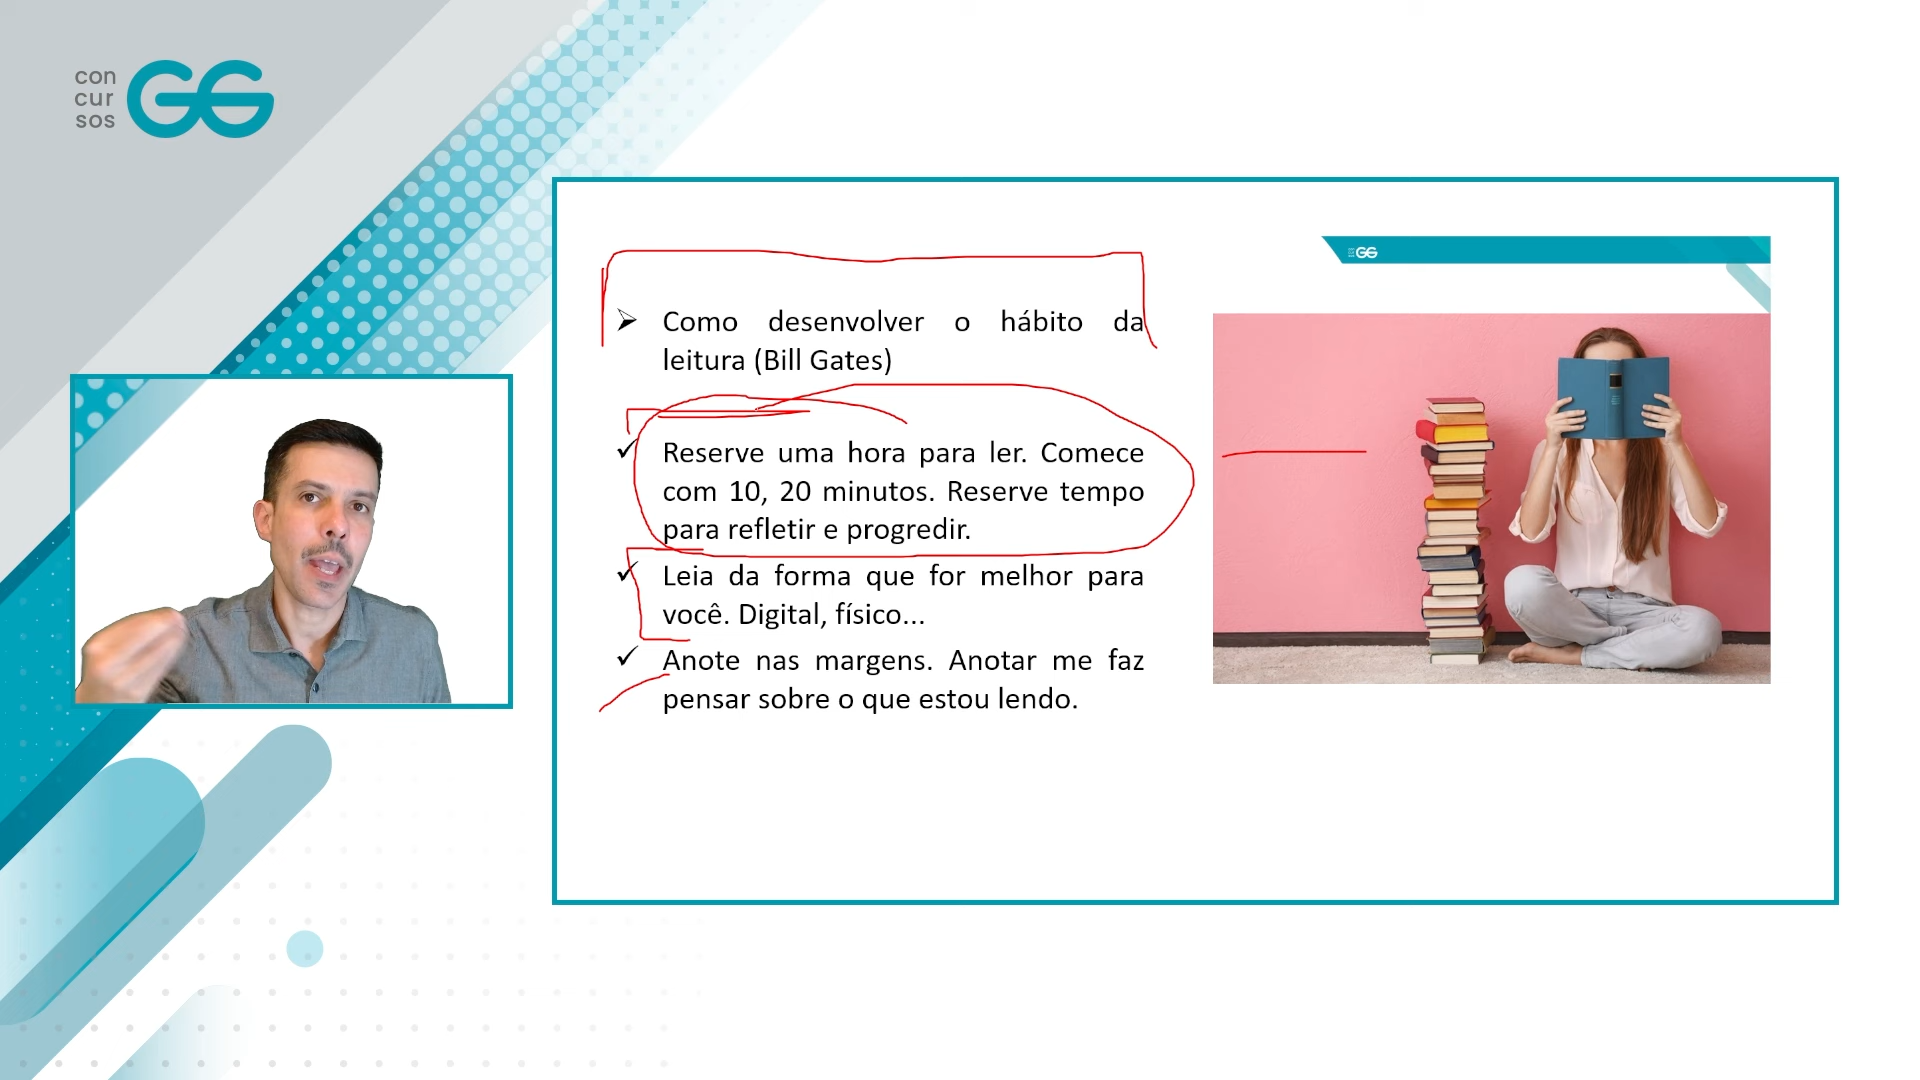 con
cur
sos
GG
GG
Como desenvolver o hábito da
leitura (Bill Gates)
Reserve uma hora para ler. Comece
com 10, 20 minutos. Reserve tempo
para refletir e progredir.
Leia da forma que for melhor para
você. Digital, físico...
Anote nas margens. Anotar me faz
pensar sobre o que estou lendo.